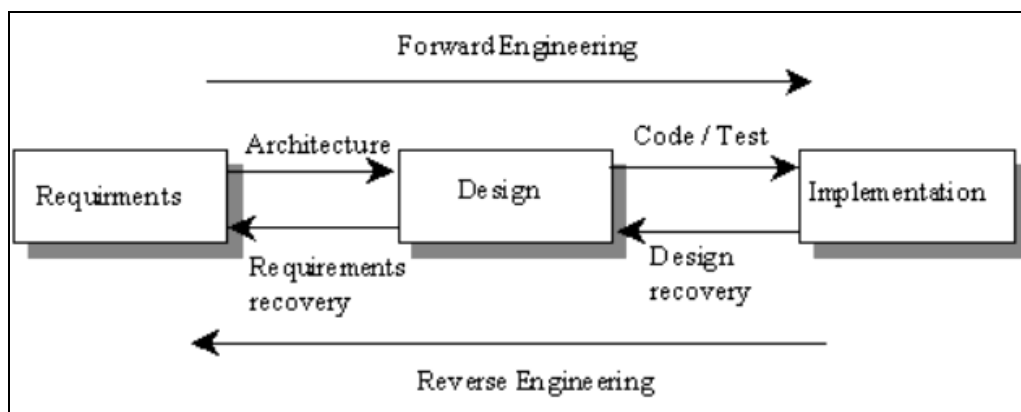 Forward Engineering
Architecture
Code / Test
Requirments
Design
Implementation
Requirements
recovery
Design
recovery
Reverse Engineering